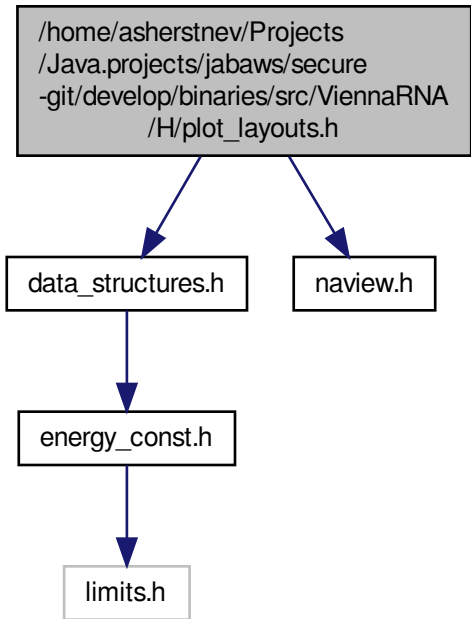 /home/asherstnev/Projects
/Java.projects/jabaws/secure
-git/develop/binaries/src/ViennaRNA
/H/plot_layouts.h
data_structures.h
naview.h
energy_const.h
limits.h